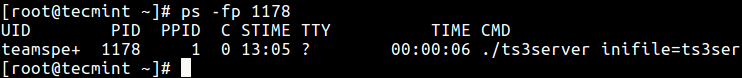 [root@tecmint ~]# ps -fp 1178
UID        PID  PPID  C STIME TTY          TIME CMD
teamspe+  1178     1  0 13:05 ?        00:00:06 ./ts3server inifile=ts3ser
[root@tecmint ~]#